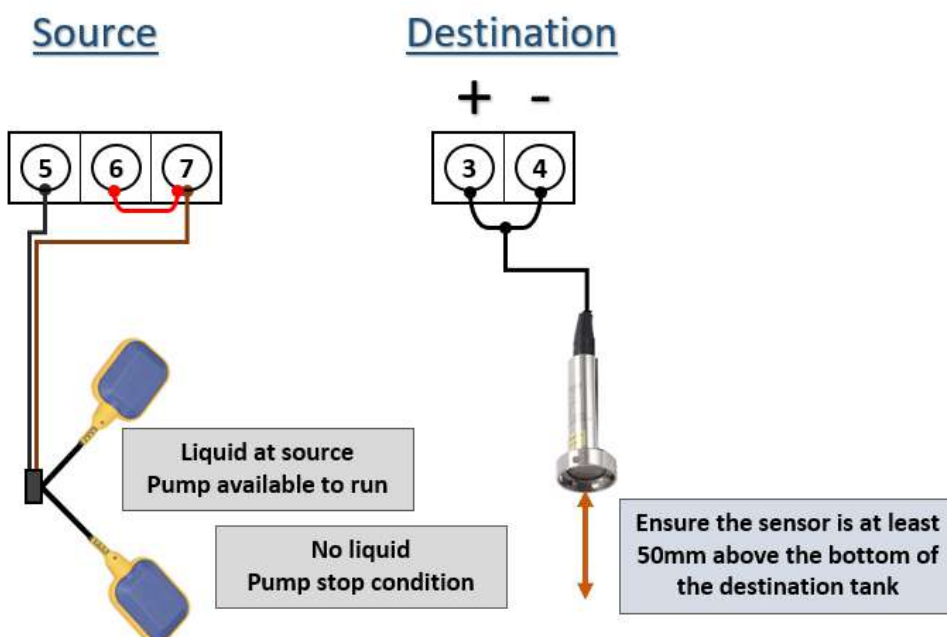 Source
Destination
+ -
5 6 7
3 4
Liquid at source
Pump available to run
No liquid
Pump stop condition
Ensure the sensor is at least
50mm above the bottom of
the destination tank